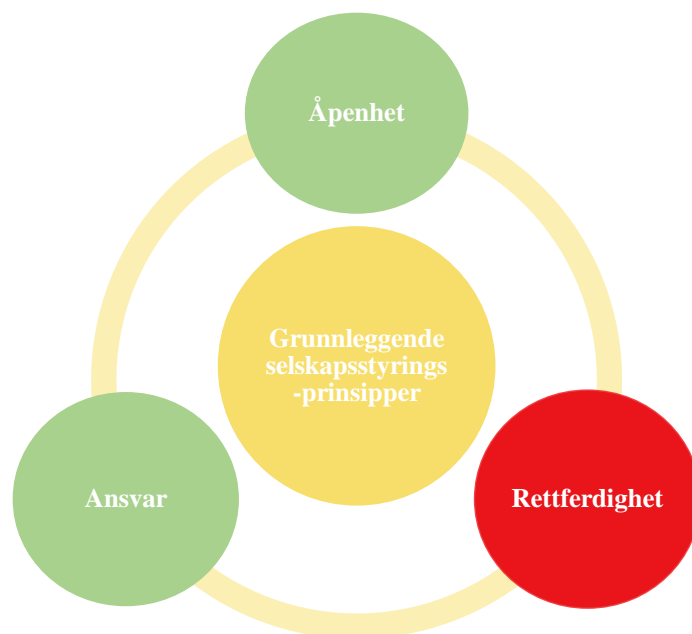 Åpenhet
Grunnleggende
selskapsstyrings
-prinsipper
Ansvar
Rettferdighet